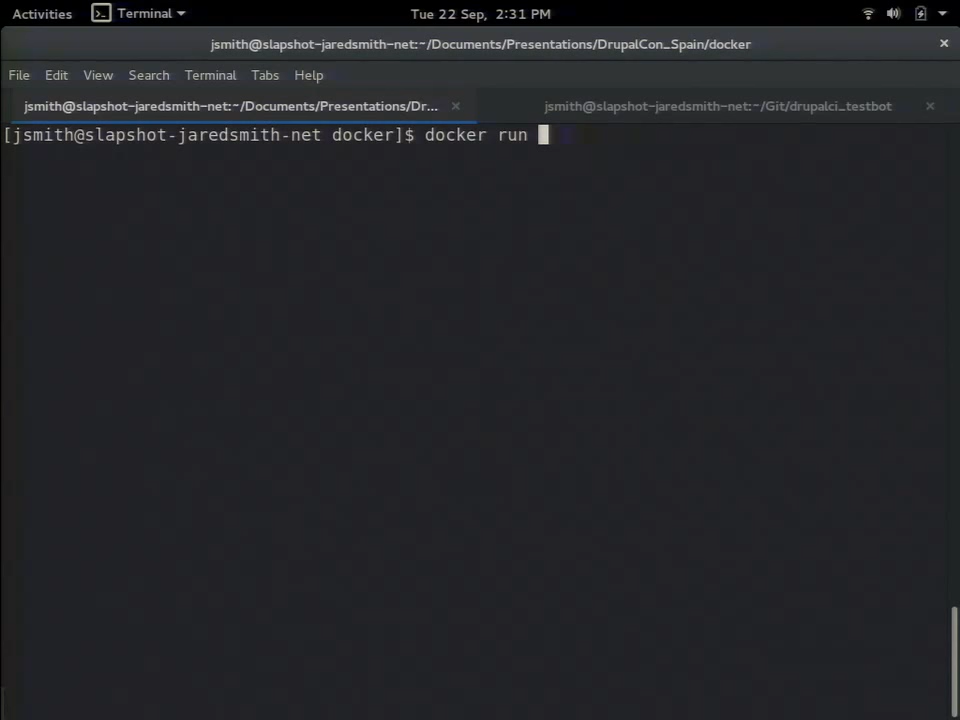 Activities Terminal Tue 22 Sep, 2:31 PM
jsmith@slapshot-jaredsmith-net:~/Documents/Presentations/DrupalCon_Spain/docker
File Edit View Search Terminal Tabs Help
jsmith@slapshot-jaredsmith-net:~/Documents/Presentations/Dr... jsmith@slapshot-jaredsmith-net:~/Git/drupalci_testbot
[jsmith@slapshot-jaredsmith-net docker]$ docker run